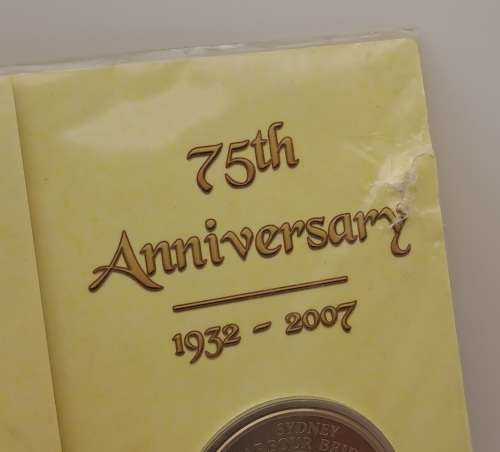 75th
Anniversary
1932 - 2007
SYDNEY